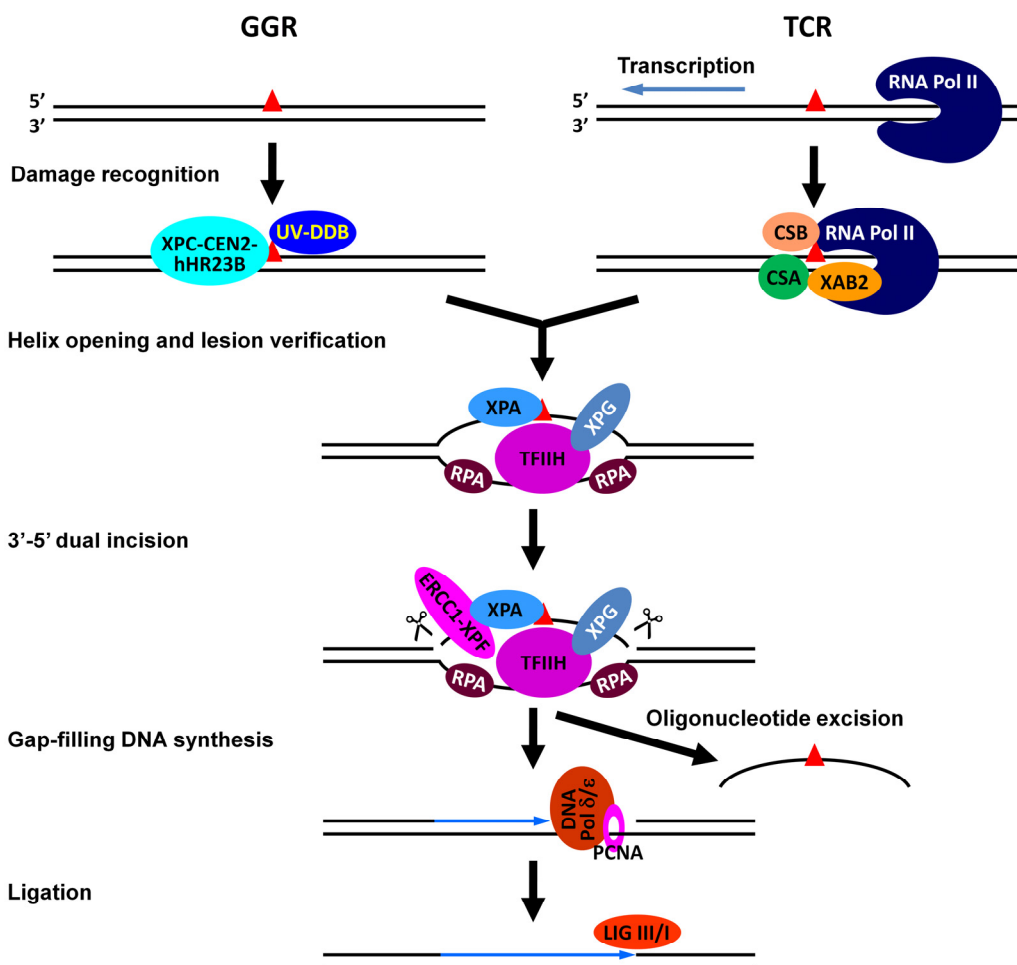 GGR
TCR
Transcription
RNA Pol II
5’
3’
5’
3’
Damage recognition
XPC-CEN2-
hHR23B
UV-DDB
CSB
RNA Pol II
CSA
XAB2
Helix opening and lesion verification
XPA
XPG
TFIIH
RPA
RPA
3’-5’ dual incision
ERCC1-XPF
XPA
XPG
TFIIH
RPA
RPA
Oligonucleotide excision
Gap-filling DNA synthesis
DNA
Pol δ/ε
PCNA
Ligation
LIG III/I